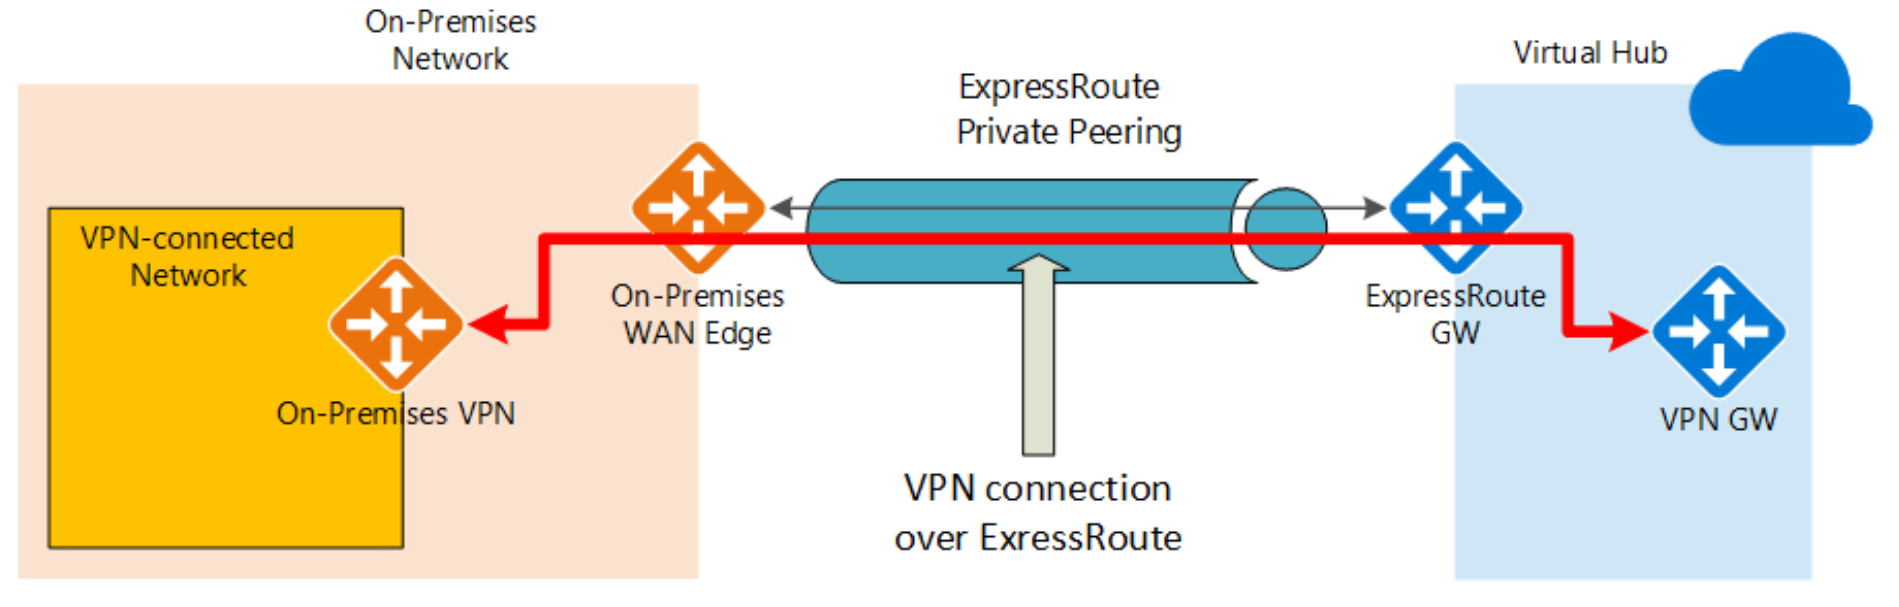 On-Premises
Network
ExpressRoute
Private Peering
Virtual Hub
VPN-connected
Network
On-Premises
WAN Edge
ExpressRoute
GW
On-Premises VPN
VPN GW
VPN connection
over ExressRoute